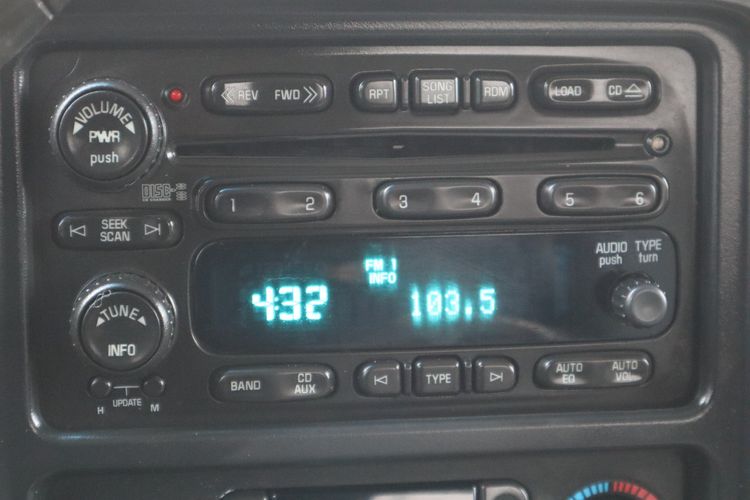 VOLUME
PWR
push
REV FWD
RPT
SONG
LIST
RDM
LOAD CD
DISC
1 2
3 4
5 6
SEEK
SCAN
FM 1
INFO
4:32
103.5
AUDIO TYPE
push turn
TUNE
INFO
H UPDATE M
BAND
CD
AUX
TYPE
AUTO
EQ
AUTO
VOL